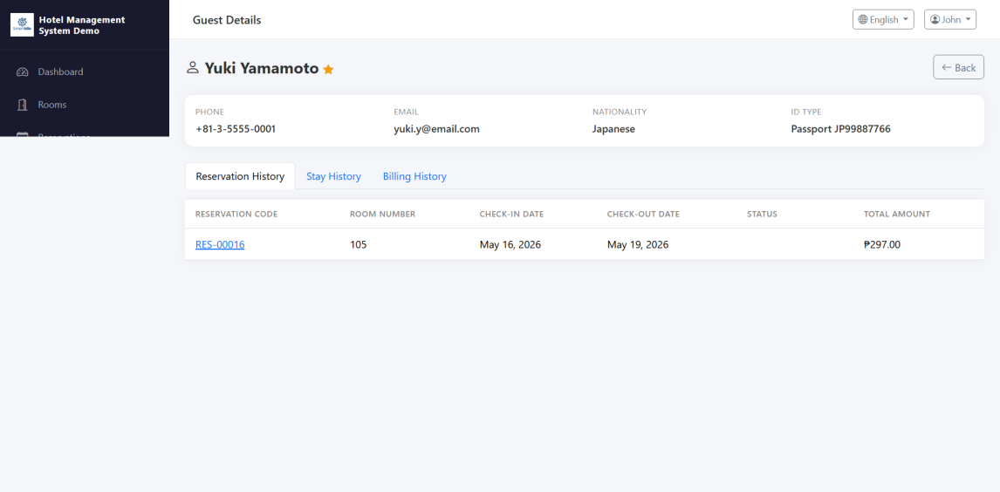 Hotel Management
System Demo
Guest Details
English
John
Dashboard
Rooms
Reservations
Yuki Yamamoto
Back
PHONE
EMAIL
NATIONALITY
ID TYPE
+81-3-5555-0001
yuki.y@email.com
Japanese
Passport JP99887766
Reservation History
Stay History
Billing History
RESERVATION CODE
ROOM NUMBER
CHECK-IN DATE
CHECK-OUT DATE
STATUS
TOTAL AMOUNT
RES-00016
105
May 16, 2026
May 19, 2026
₱297.00